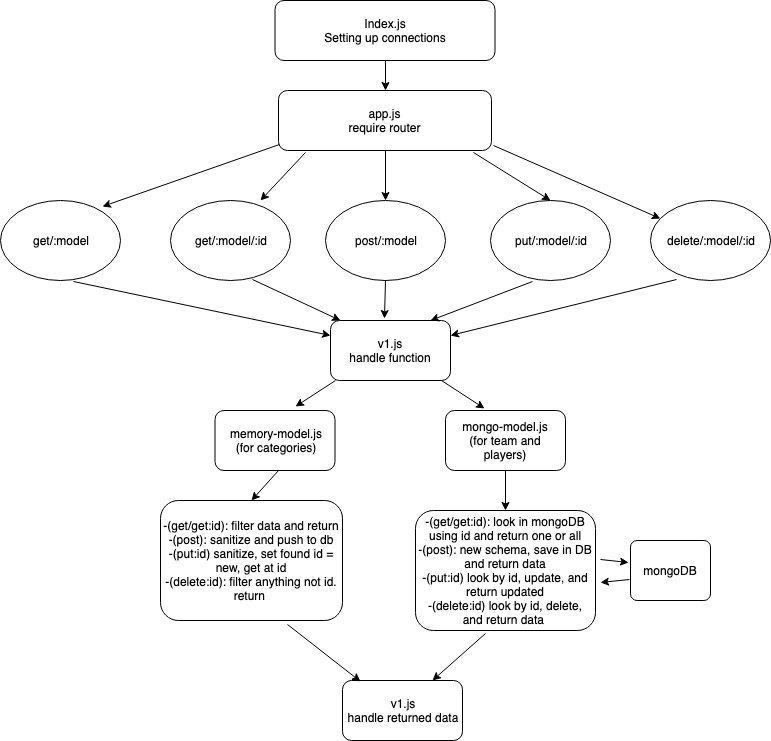 Index.js
Setting up connections
app.js
require router
get/:model
get/:model/:id
post/:model
put/:model/:id
delete/:model/:id
v1.js
handle function
memory-model.js
(for categories)
mongo-model.js
(for team and
players)
-(get/get:id): filter data and return
-(post): sanitize and push to db
-(put:id) sanitize, set found id =
new, get at id
-(delete:id): filter anything not id.
return
-(get/get:id): look in mongoDB
using id and return one or all
-(post): new schema, save in DB
and return data
-(put:id) look by id, update, and
return updated
-(delete:id) look by id, delete,
and return data
mongoDB
v1.js
handle returned data